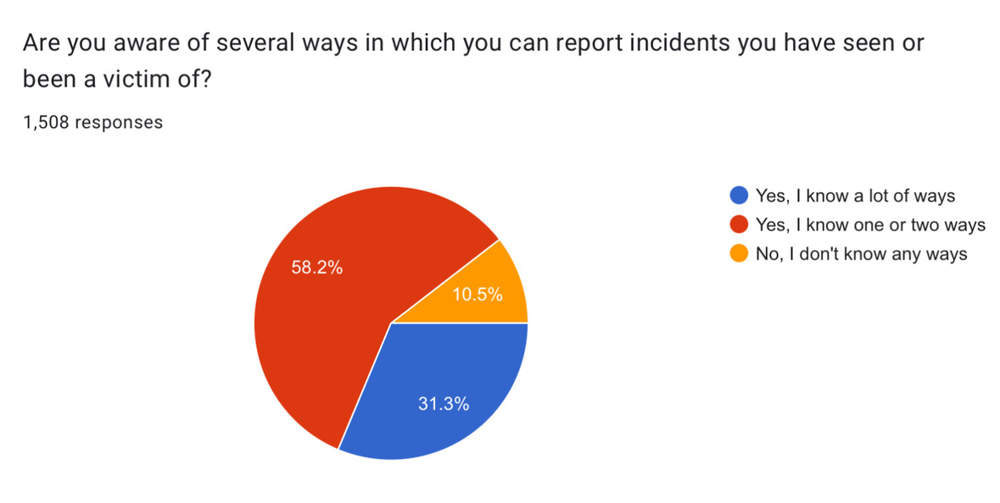 Are you aware of several ways in which you can report incidents you have seen or
been a victim of?
1,508 responses
Yes, I know a lot of ways
Yes, I know one or two ways
No, I don't know any ways
58.2%
10.5%
31.3%